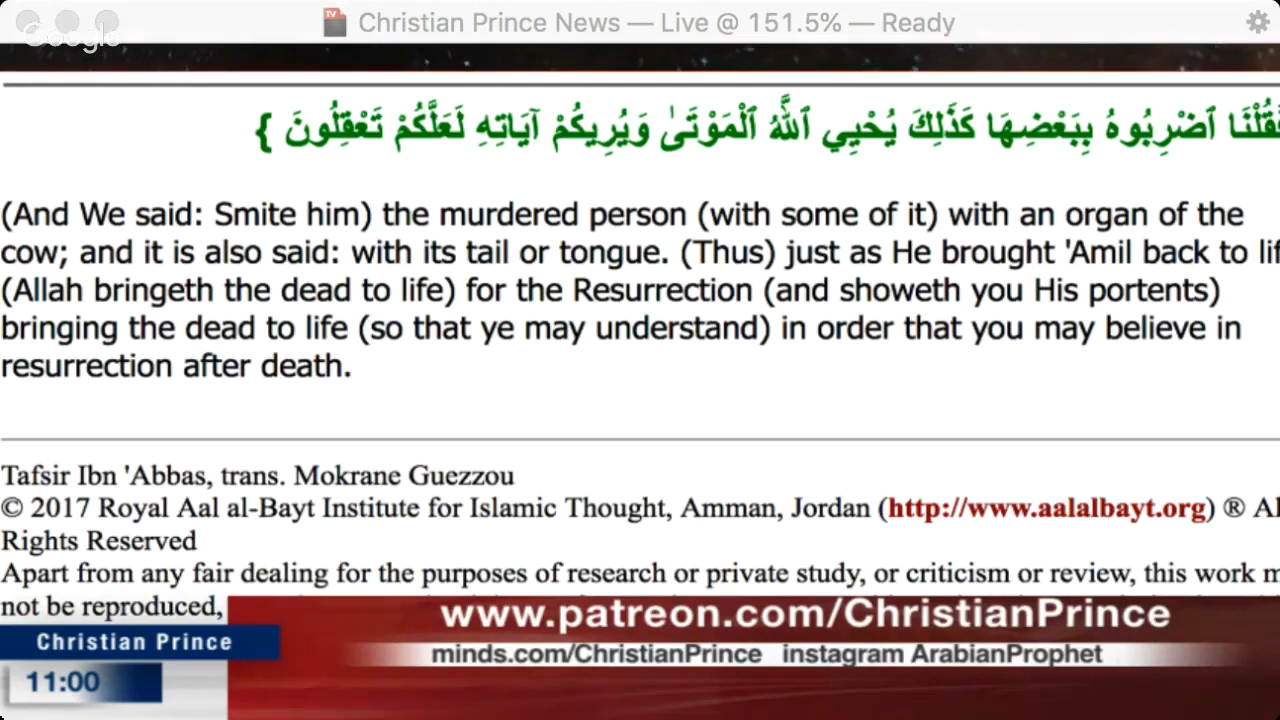 Google
Christian Prince News — Live @ 151.5% — Ready
فَقُلْنَا ٱضْرِبُوهُ بِبَعْضِهَا كَذَٰلِكَ يُحْيِي ٱللَّهُ ٱلْمَوْتَىٰ وَيُرِيكُمْ آيَاتِهِ لَعَلَّكُمْ تَعْقِلُونَ }
(And We said: Smite him) the murdered person (with some of it) with an organ of the
cow; and it is also said: with its tail or tongue. (Thus) just as He brought 'Amil back to lif
(Allah bringeth the dead to life) for the Resurrection (and showeth you His portents)
bringing the dead to life (so that ye may understand) in order that you may believe in
resurrection after death.
Tafsir Ibn 'Abbas, trans. Mokrane Guezzou
© 2017 Royal Aal al-Bayt Institute for Islamic Thought, Amman, Jordan (http://www.aalalbayt.org) ® Al
Rights Reserved
Apart from any fair dealing for the purposes of research or private study, or criticism or review, this work m
not be reproduced,
www.patreon.com/ChristianPrince
Christian Prince
minds.com/ChristianPrince instagram ArabianProphet
11:00